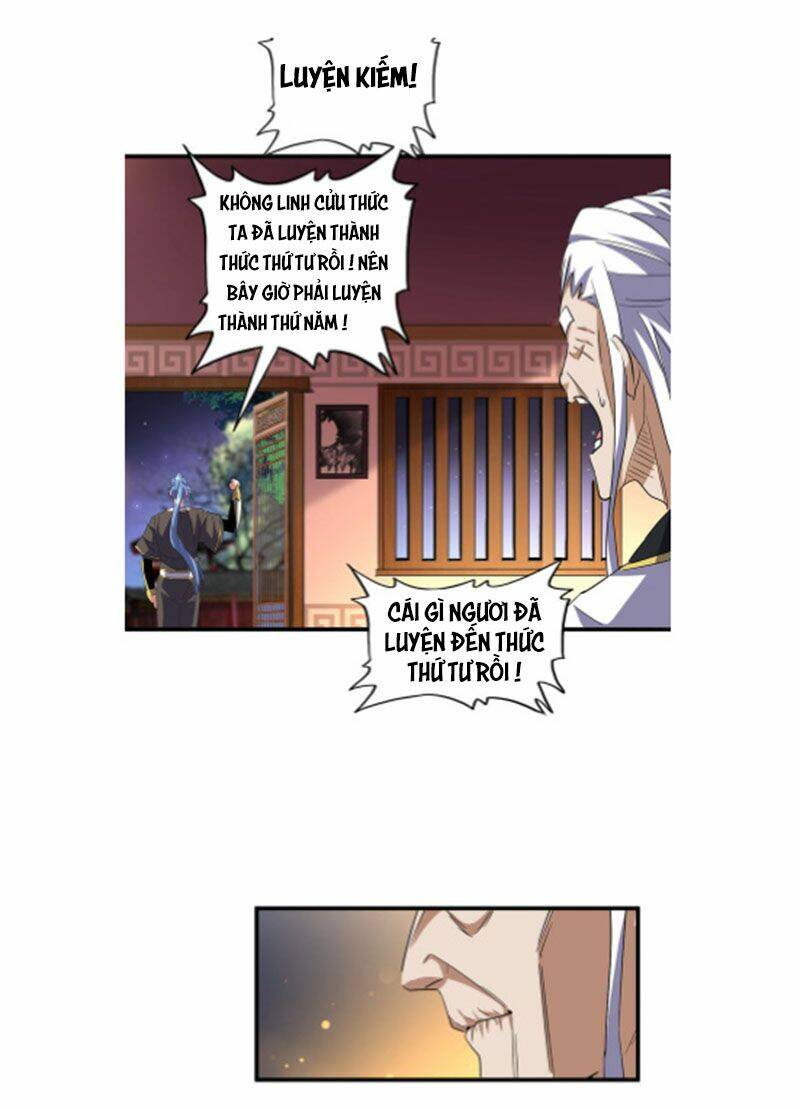 LUYỆN KIẾM!
KHÔNG LINH CỬU THỨC
TA ĐÃ LUYỆN THÀNH
THỨC THỨ TƯ RỒI ! NÊN
BÂY GIỜ PHẢI LUYỆN
THÀNH THỨ NĂM !
CÁI GÌ NGƯƠI ĐÃ
LUYỆN ĐẾN THỨC
THỨ TƯ RỒI !